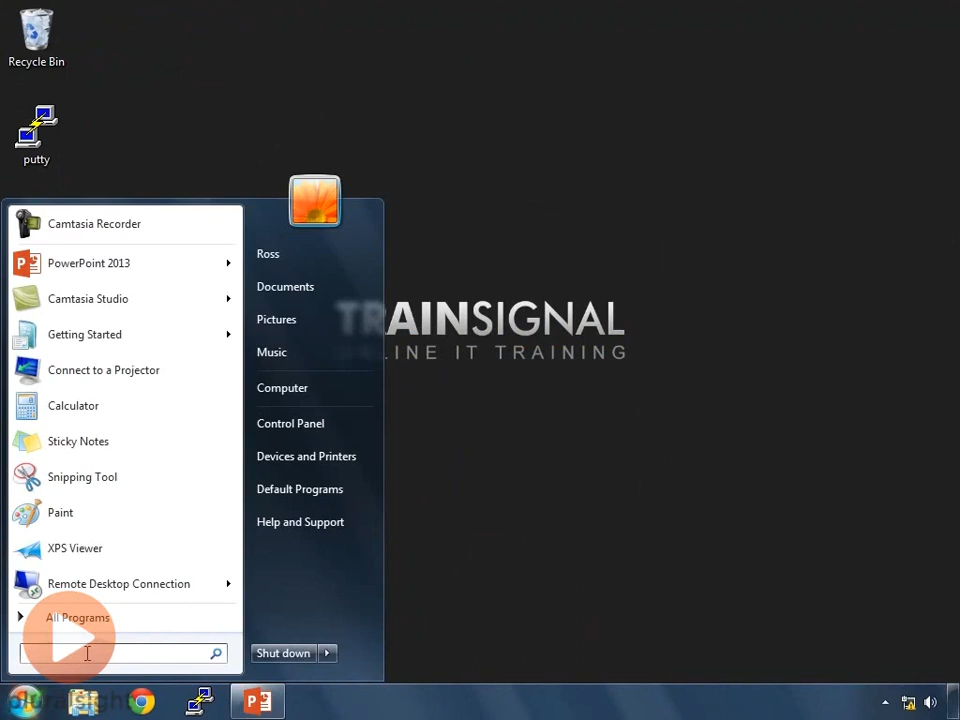 Recycle Bin
putty
Camtasia Recorder
PowerPoint 2013
Camtasia Studio
Getting Started
Connect to a Projector
Calculator
Sticky Notes
Snipping Tool
Paint
XPS Viewer
Remote Desktop Connection
All Programs
Ross
Documents
Pictures
Music
Computer
Control Panel
Devices and Printers
Default Programs
Help and Support
Shut down
TRAINSIGNAL
ONLINE IT TRAINING
pluralsight